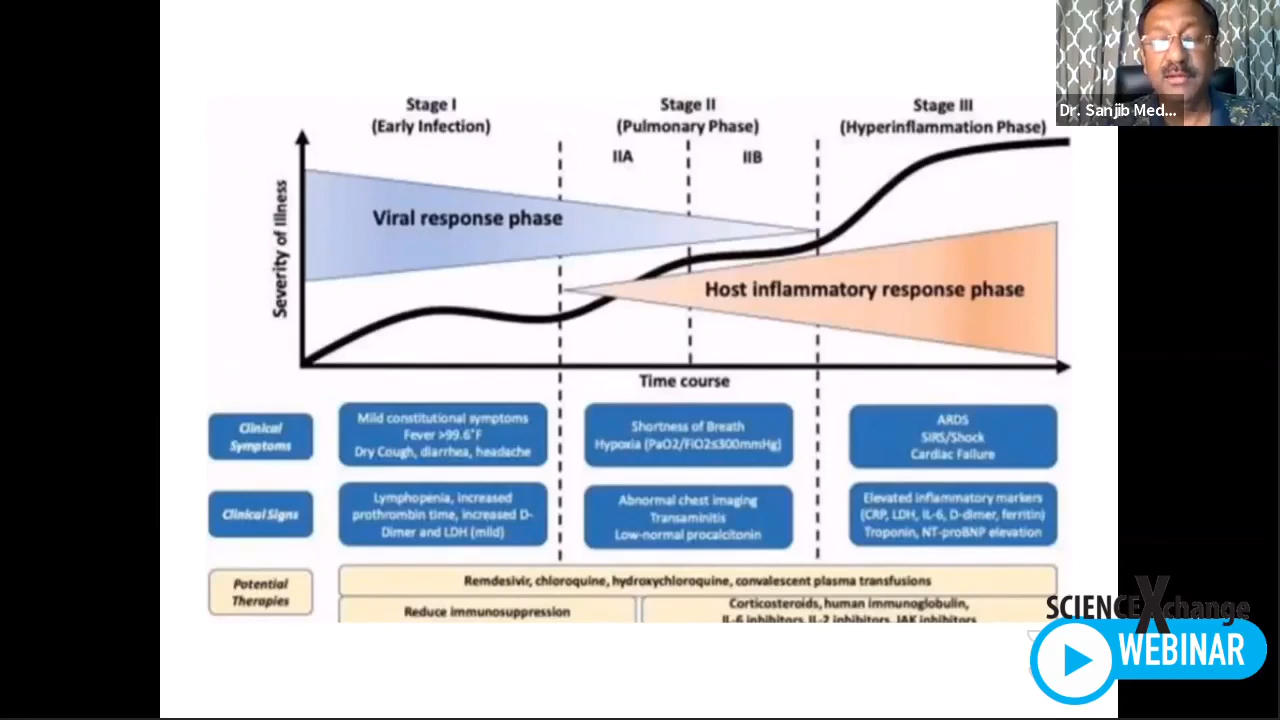 Dr. Sanjib Med...
Stage I
(Early Infection)
Stage II
(Pulmonary Phase)
Stage III
(Hyperinflammation Phase)
IIA
IIB
Severity of Illness
Viral response phase
Host inflammatory response phase
Time course
Clinical
Symptoms
Mild constitutional symptoms
Fever >99.6°F
Dry Cough, diarrhea, headache
Shortness of Breath
Hypoxia (PaO2/FiO2≤300mmHg)
ARDS
SIRS/Shock
Cardiac Failure
Clinical Signs
Lymphopenia, increased
prothrombin time, increased D-
Dimer and LDH (mild)
Abnormal chest imaging
Transaminitis
Low-normal procalcitonin
Elevated inflammatory markers
(CRP, LDH, IL-6, D-dimer, ferritin)
Troponin, NT-proBNP elevation
Potential
Therapies
Remdesivir, chloroquine, hydroxychloroquine, convalescent plasma transfusions
Reduce immunosuppression
Corticosteroids, human immunoglobulin,
IL-6 inhibitors, IL-2 inhibitors, JAK inhibitors
SCIENCEXchange
WEBINAR